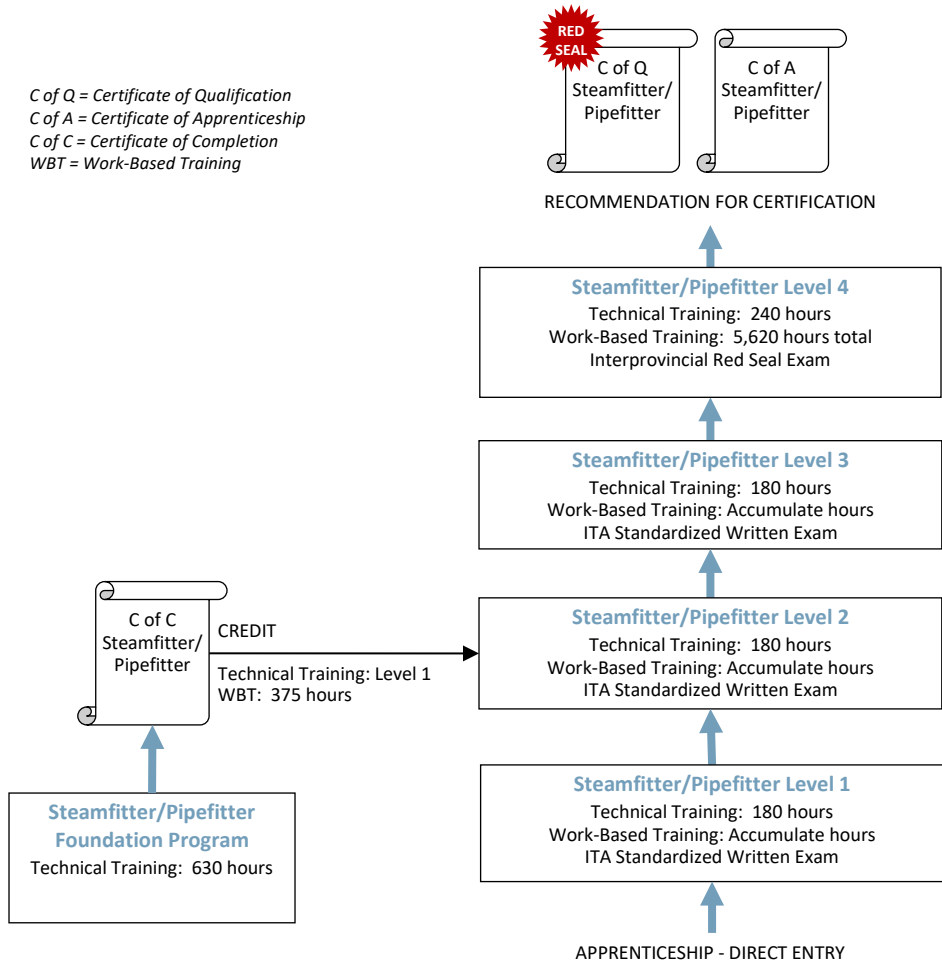 C of Q = Certificate of Qualification
C of A = Certificate of Apprenticeship
C of C = Certificate of Completion
WBT = Work-Based Training
RED
SEAL
C of Q
Steamfitter/
Pipefitter
C of A
Steamfitter/
Pipefitter
RECOMMENDATION FOR CERTIFICATION
Steamfitter/Pipefitter Level 4
Technical Training: 240 hours
Work-Based Training: 5,620 hours total
Interprovincial Red Seal Exam
Steamfitter/Pipefitter Level 3
Technical Training: 180 hours
Work-Based Training: Accumulate hours
ITA Standardized Written Exam
C of C
Steamfitter/
Pipefitter
CREDIT
Technical Training: Level 1
WBT: 375 hours
Steamfitter/Pipefitter Level 2
Technical Training: 180 hours
Work-Based Training: Accumulate hours
ITA Standardized Written Exam
Steamfitter/Pipefitter
Foundation Program
Technical Training: 630 hours
Steamfitter/Pipefitter Level 1
Technical Training: 180 hours
Work-Based Training: Accumulate hours
ITA Standardized Written Exam
APPRENTICESHIP - DIRECT ENTRY